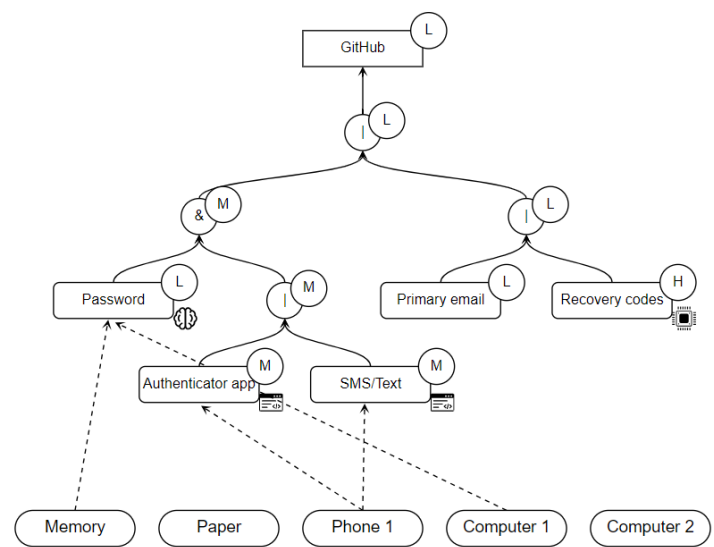 L
GitHub
L
|
M
&
L
|
L
Password
M
|
L
Primary email
H
Recovery codes
M
Authenticator app
M
SMS/Text
Memory
Paper
Phone 1
Computer 1
Computer 2